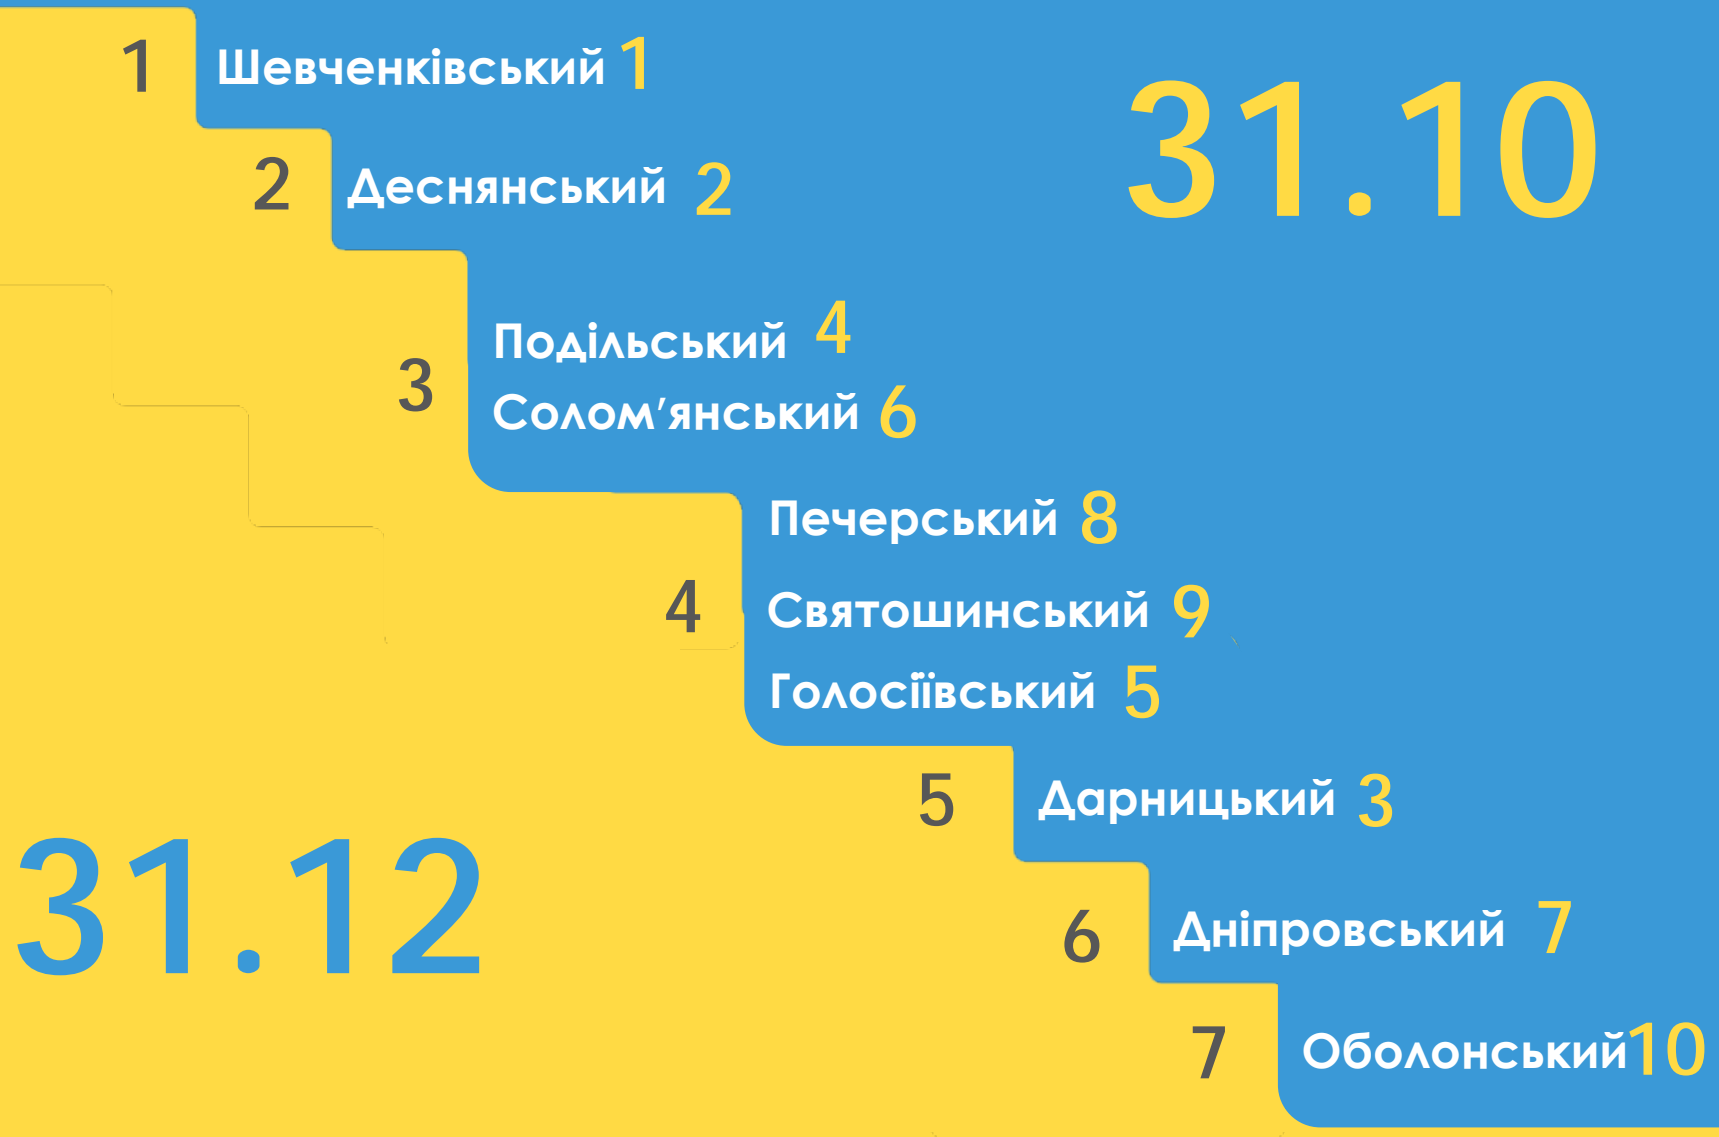 1 Шевченківський 1
31.10
2 Деснянський 2
Подільський 4
3
Солом’янський 6
Печерський 8
4 Святошинський 9
Голосіївський 5
5 Дарницький 3
31.12
6 Дніпровський 7
7 Оболонський 10